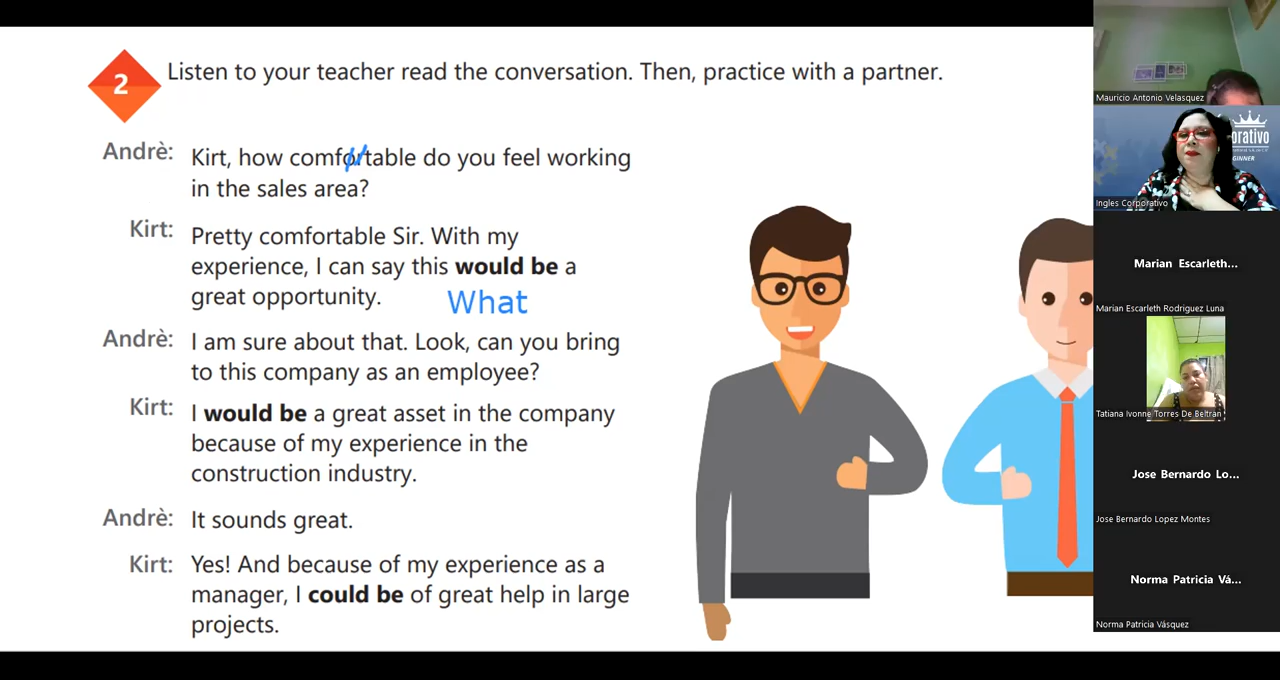 2
Listen to your teacher read the conversation. Then, practice with a partner.
Andrè:
Kirt, how comfortable do you feel working
in the sales area?
Kirt:
Pretty comfortable Sir. With my
experience, I can say this would be a
great opportunity.
What
Andrè:
I am sure about that. Look, can you bring
to this company as an employee?
Kirt:
I would be a great asset in the company
because of my experience in the
construction industry.
Andrè:
It sounds great.
Kirt:
Yes! And because of my experience as a
manager, I could be of great help in large
projects.
Mauricio Antonio Velasquez
orativo
GINNER
Ingles Corporativo
Marian Escarleth...
Marian Escarleth Rodriguez Luna
Tatiana Ivonne Torres De Beltran
Jose Bernardo Lo...
Jose Bernardo Lopez Montes
Norma Patricia Vá...
Norma Patricia Vásquez